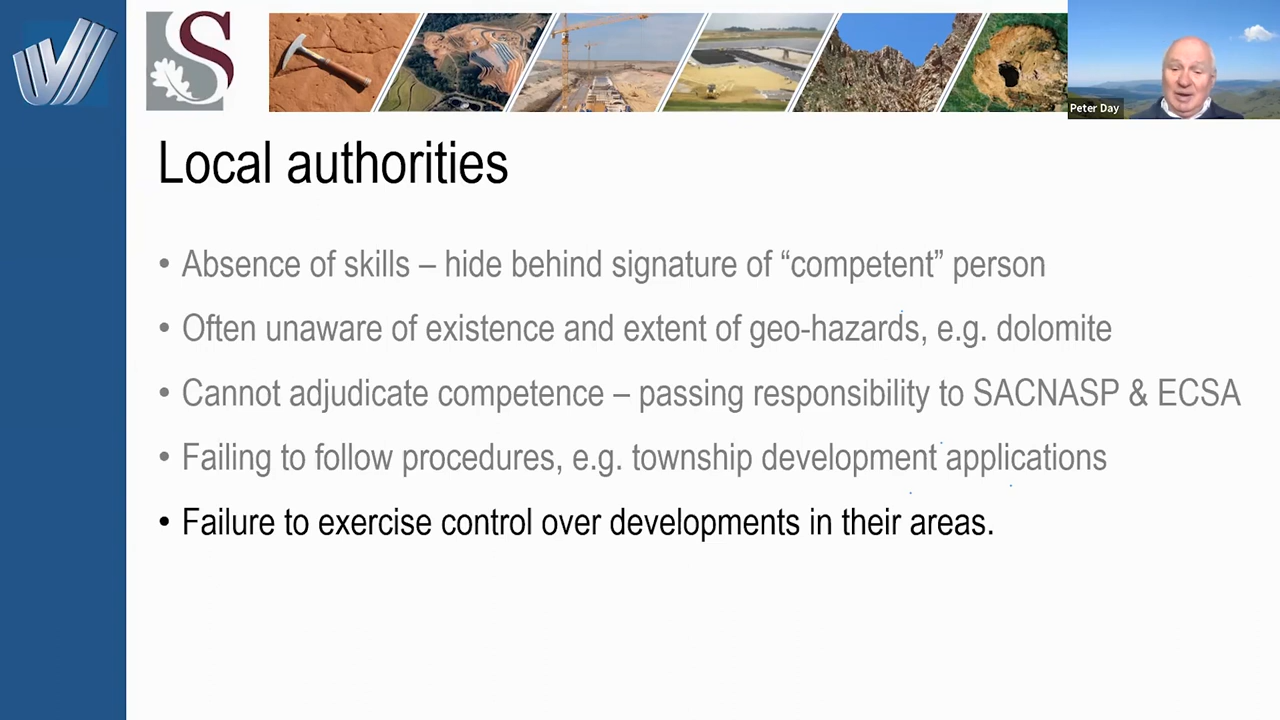 S
Peter Day
Local authorities
• Absence of skills – hide behind signature of “competent” person
• Often unaware of existence and extent of geo-hazards, e.g. dolomite
• Cannot adjudicate competence – passing responsibility to SACNASP & ECSA
• Failing to follow procedures, e.g. township development applications
• Failure to exercise control over developments in their areas.